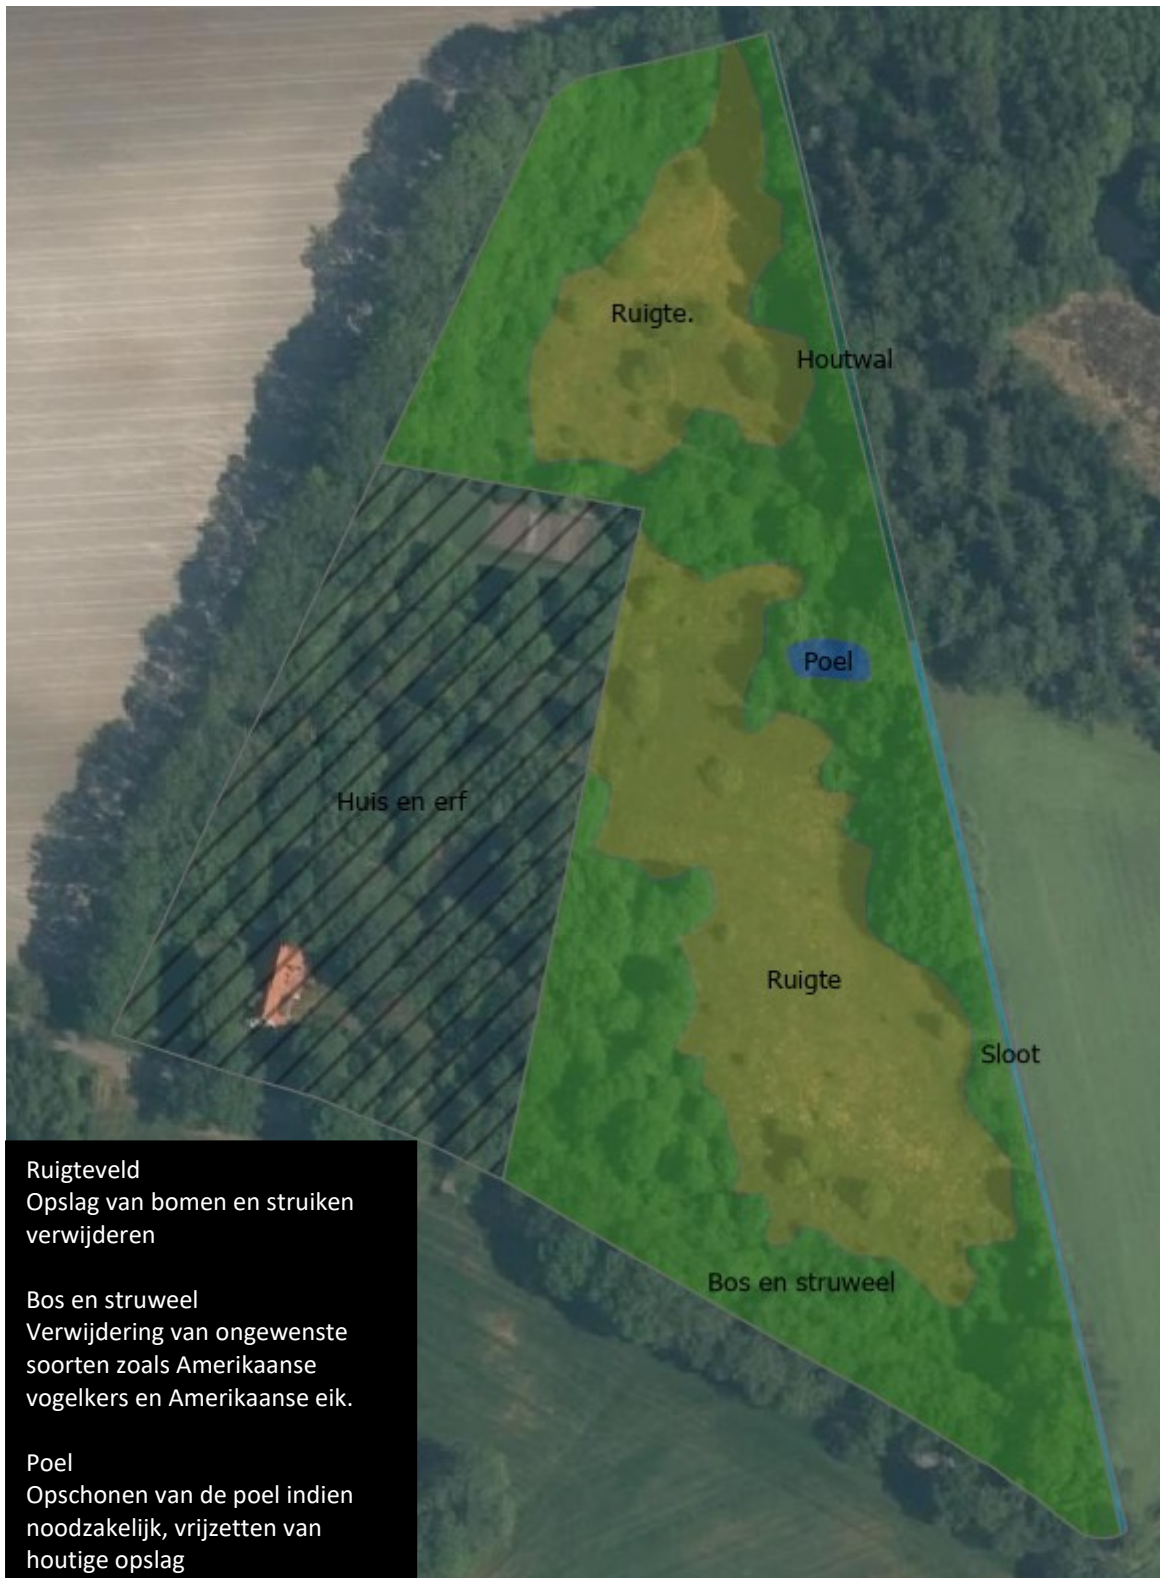 Ruigte.
Houtwal
Poel
Huis en erf
Ruigte
Sloot
Bos en struweel
Ruigteveld
Opslag van bomen en struiken
verwijderen
Bos en struweel
Verwijdering van ongewenste
soorten zoals Amerikaanse
vogelkers en Amerikaanse eik.
Poel
Opschonen van de poel indien
noodzakelijk, vrijzetten van
houtige opslag